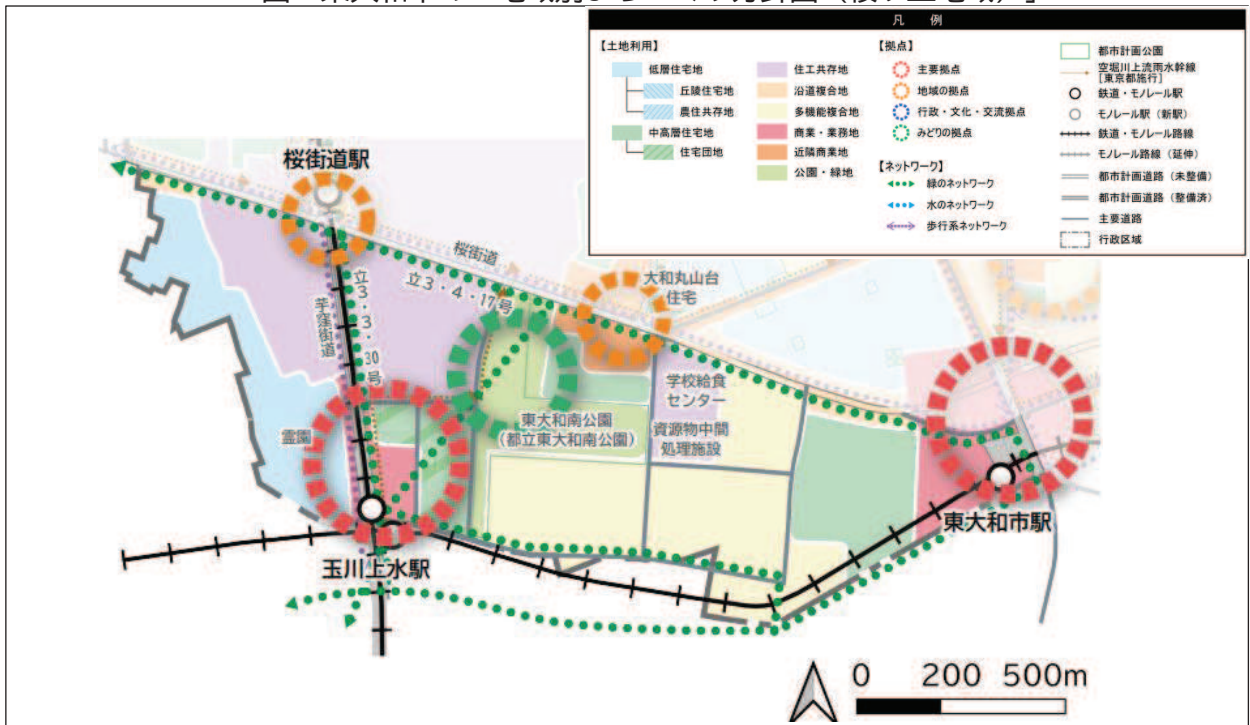 凡 例
【土地利用】
低層住宅地
丘陵住宅地
農住共存地
中高層住宅地
住宅団地
住工共存地
沿道複合地
多機能複合地
商業・業務地
近隣商業地
公園・緑地
【拠点】
主要拠点
地域の拠点
行政・文化・交流拠点
みどりの拠点
【ネットワーク】
緑のネットワーク
水のネットワーク
歩行系ネットワーク
都市計画公園
空堀川上流雨水幹線
[東京都施行]
鉄道・モノレール駅
モノレール駅（新駅）
鉄道・モノレール路線
モノレール路線（延伸）
都市計画道路（未整備）
都市計画道路（整備済）
主要道路
行政区域
桜街道駅
桜街道
立3・4・17号
大和丸山台
住宅
芋窪街道
立3・3・30号
学校給食
センター
東大和南公園
（都立東大和南公園）
資源物中間
処理施設
霊園
玉川上水駅
東大和市駅
0 200 500m